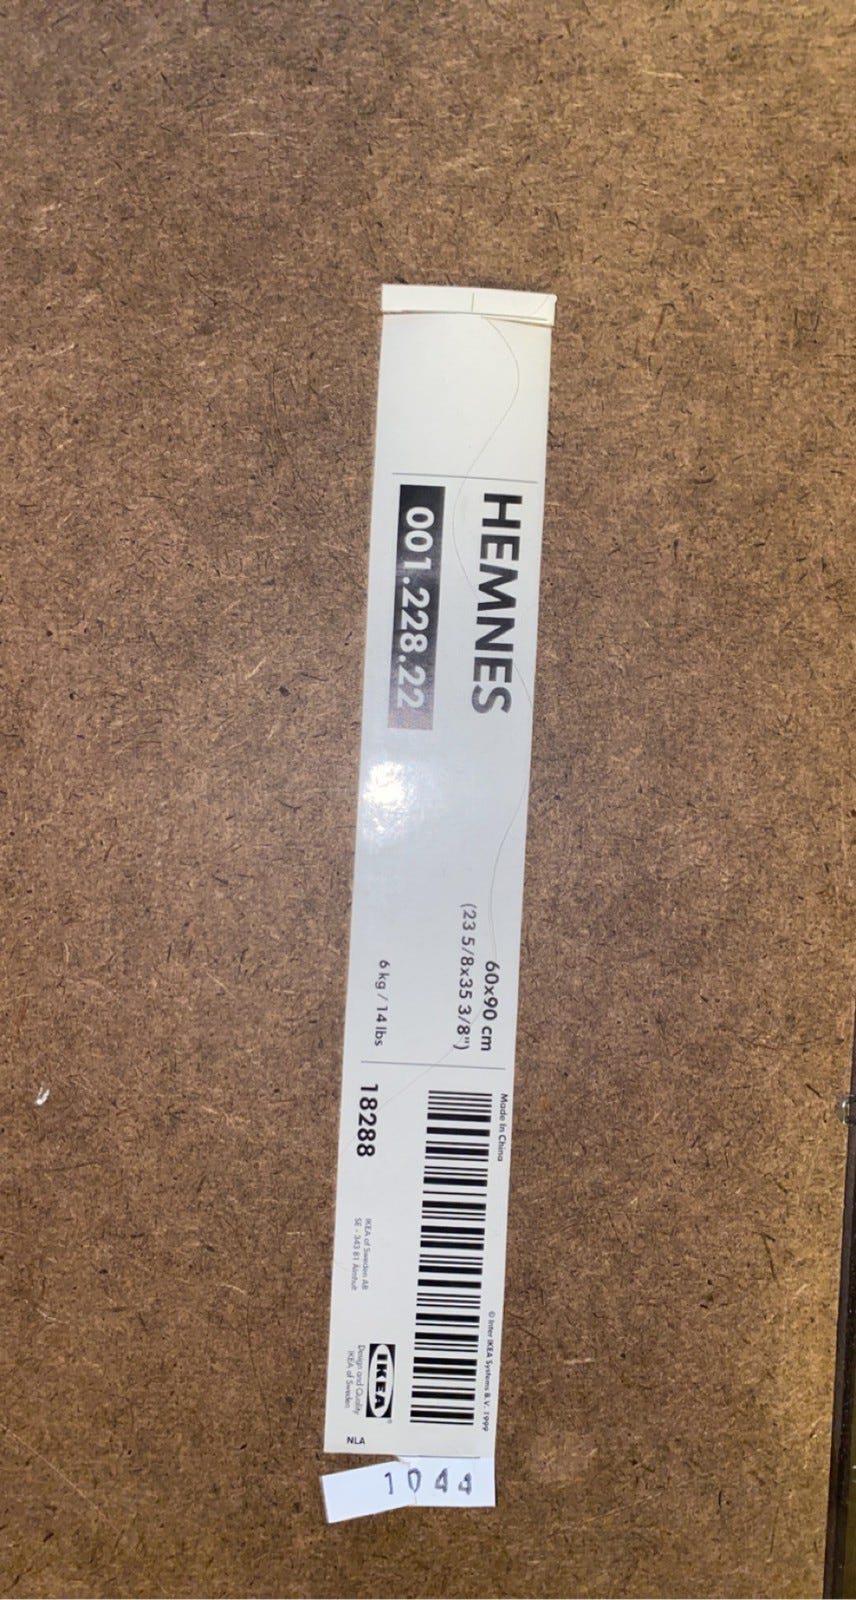 HEMNES
001.228.22
60x90 cm
(23 5/8x35 3/8")
6 kg / 14 lbs
Made In China
18288
IKEA of Sweden AB
SE - 343 81 Älmhult
© Inter IKEA Systems B.V. 1999
IKEA®
Design and Quality
IKEA of Sweden
NLA
1044